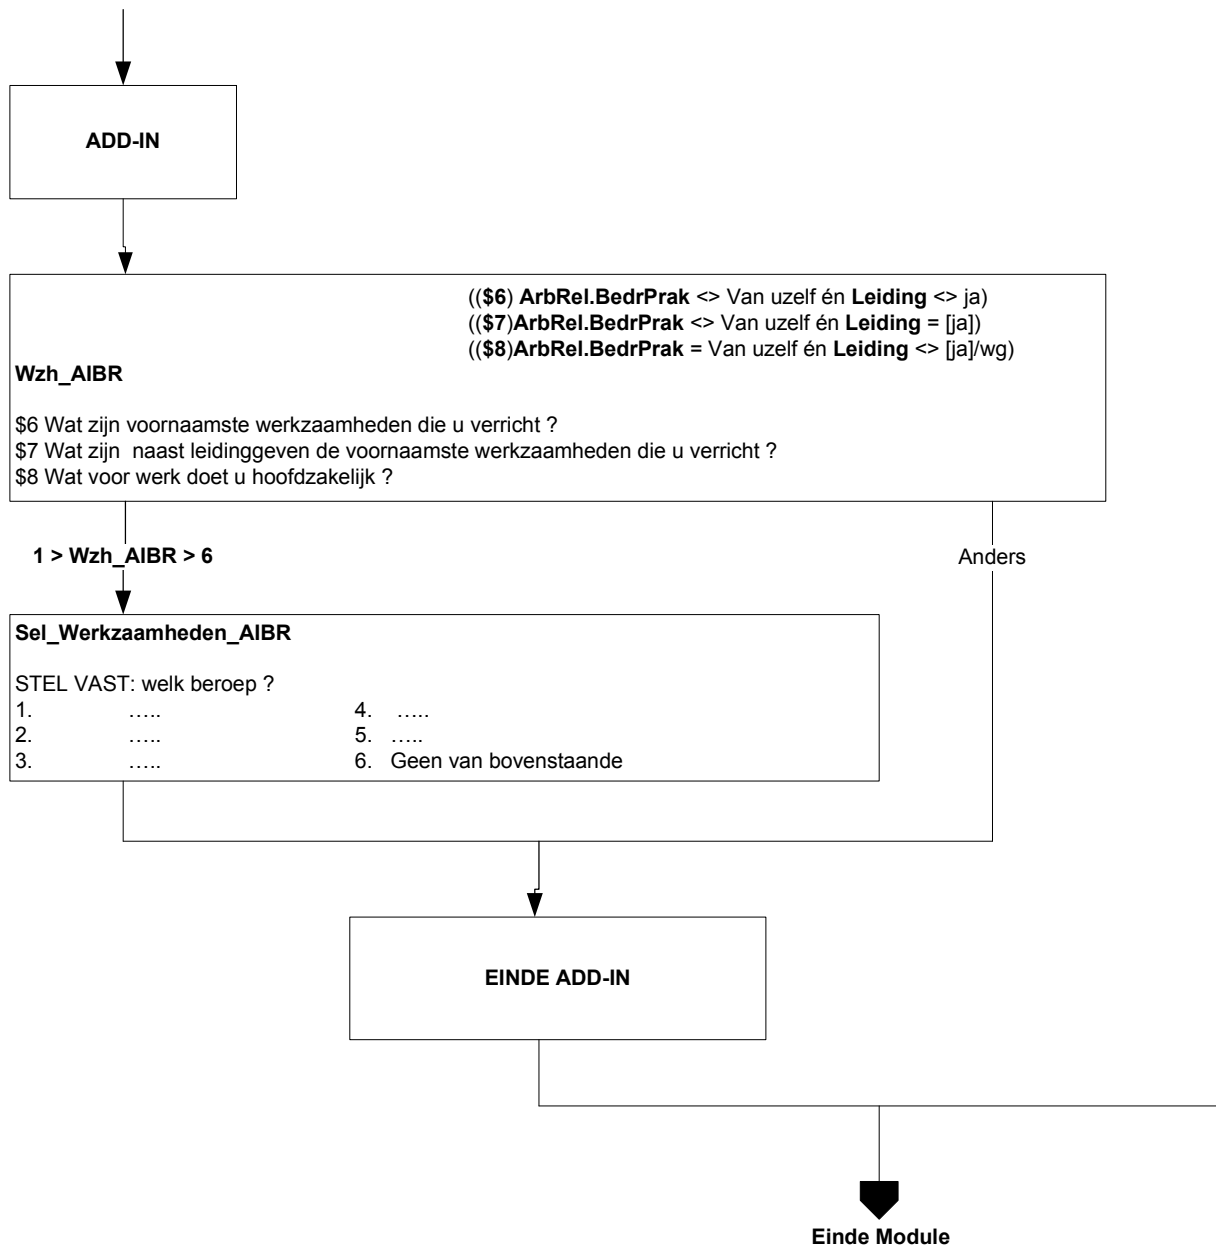 ADD-IN
(($6) ArbRel.BedrPrak <> Van uzelf én Leiding <> ja)
(($7)ArbRel.BedrPrak <> Van uzelf én Leiding = [ja])
(($8)ArbRel.BedrPrak = Van uzelf én Leiding <> [ja]/wg)
Wzh_AIBR
$6 Wat zijn voornaamste werkzaamheden die u verricht ?
$7 Wat zijn  naast leidinggeven de voornaamste werkzaamheden die u verricht ?
$8 Wat voor werk doet u hoofdzakelijk ?
1 > Wzh_AIBR > 6
Anders
Sel_Werkzaamheden_AIBR
STEL VAST: welk beroep ?
1. ….. 4. …..
2. ….. 5. …..
3. ….. 6. Geen van bovenstaande
EINDE ADD-IN
Einde Module